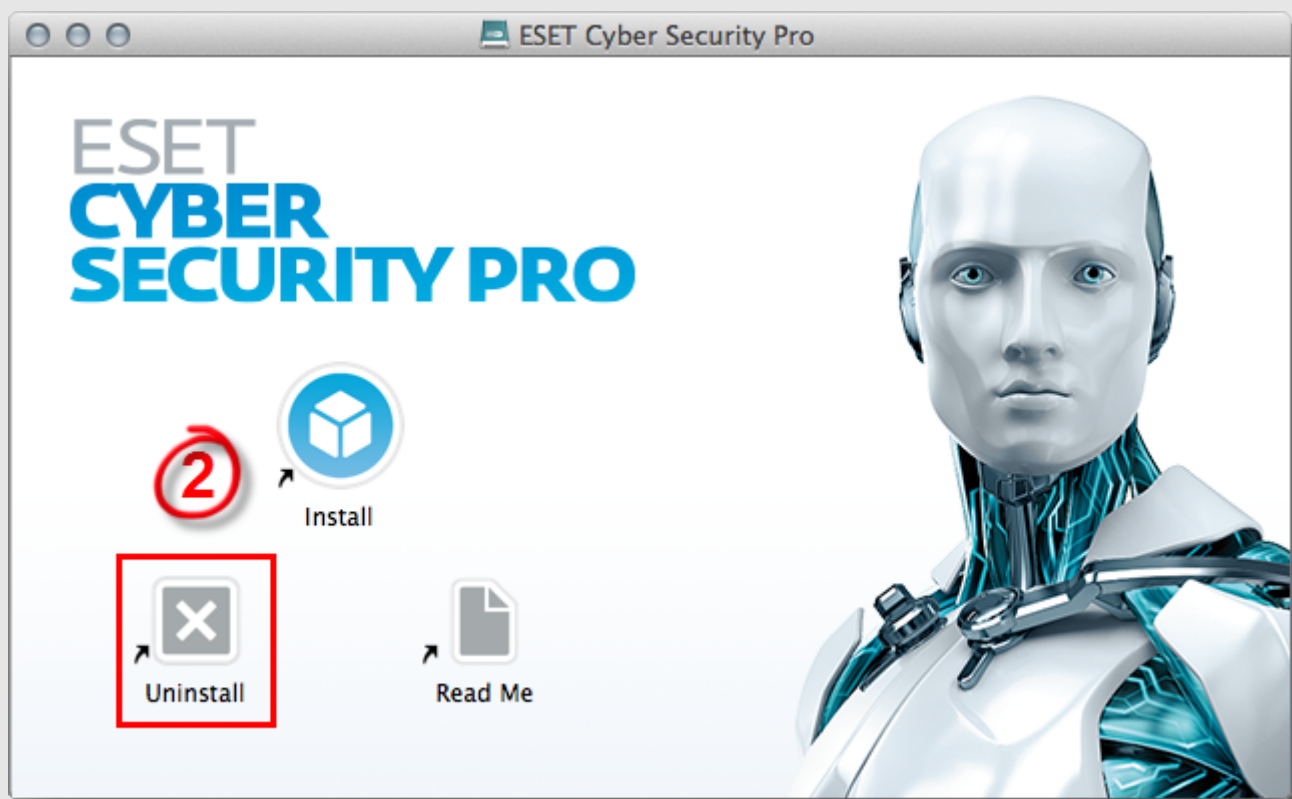 ESET Cyber Security Pro
ESET
CYBER
SECURITY PRO
2
Install
Uninstall
Read Me